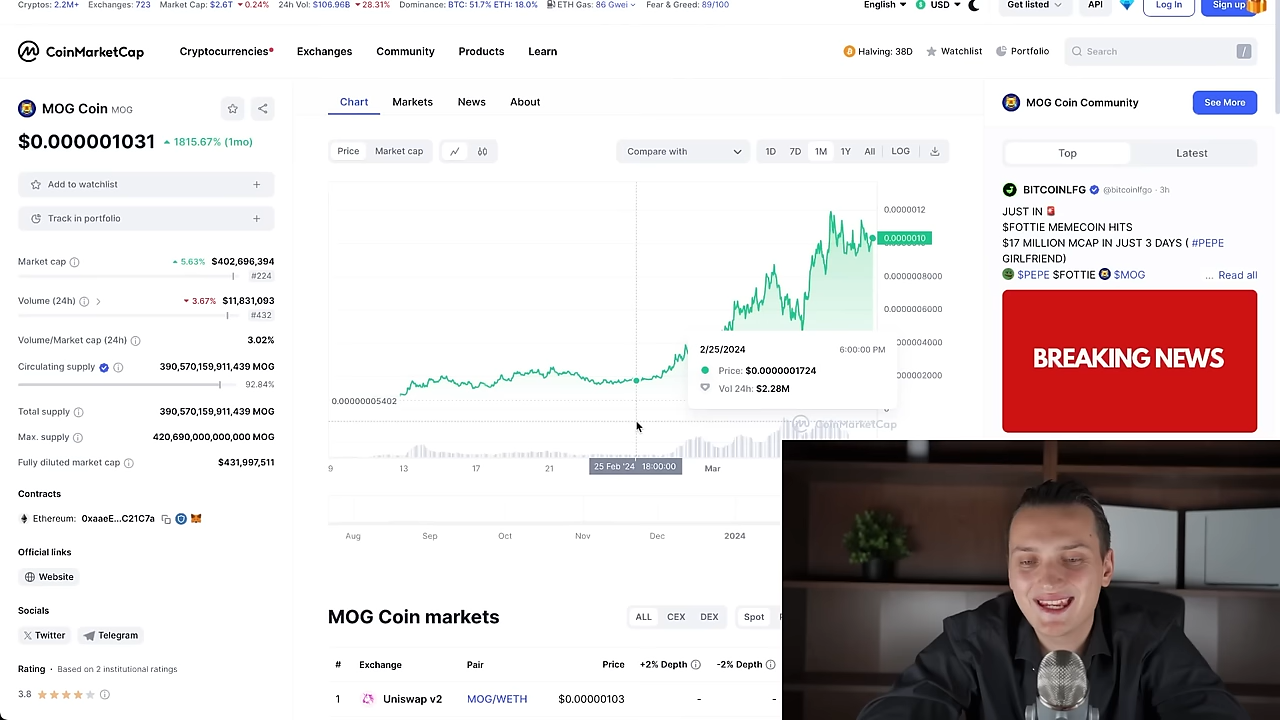 Cryptos: 2.2M+ Exchanges: 723 Market Cap: $2.6T 0.24% 24h Vol: $106.96B 28.31% Dominance: BTC: 51.7% ETH: 18.0% ETH Gas: 86 Gwei Fear & Greed: 89/100 English USD Get listed API Log In Sign up
CoinMarketCap Cryptocurrencies Exchanges Community Products Learn Halving: 38D Watchlist Portfolio Search /
MOG Coin MOG
$0.000001031 1815.67% (1mo)
Add to watchlist +
Track in portfolio +
Market cap 5.63% $402,696,394
#224
Volume (24h) 3.67% $11,831,093
#432
Volume/Market cap (24h) 3.02%
Circulating supply 390,570,159,911,439 MOG
92.84%
Total supply 390,570,159,911,439 MOG
Max. supply 420,690,000,000,000 MOG
Fully diluted market cap $431,997,511
Contracts
Ethereum: 0xaaeE...C21C7a
Official links
Website
Socials
Twitter Telegram
Rating · Based on 2 institutional ratings
3.8
Chart Markets News About
Price Market cap Compare with 1D 7D 1M 1Y All LOG
0.0000012
0.0000010
0.0000008000
0.0000006000
0000004000
0000002000
0
0.00000005402
2/25/2024 6:00:00 PM
Price: $0.0000001724
Vol 24h: $2.28M
CoinMarketCap
9 13 17 21 25 Feb '24 18:00:00 Mar
Aug Sep Oct Nov Dec 2024
MOG Coin markets ALL CEX DEX Spot
# Exchange Pair Price +2% Depth -2% Depth
1 Uniswap v2 MOG/WETH $0.00000103 - -
MOG Coin Community See More
Top Latest
BITCOINLFG @bitcoinlfgo · 3h
JUST IN 🚨
$FOTTIE MEMECOIN HITS
$17 MILLION MCAP IN JUST 3 DAYS ( #PEPE
GIRLFRIEND)
$PEPE $FOTTIE $MOG ... Read all
BREAKING NEWS